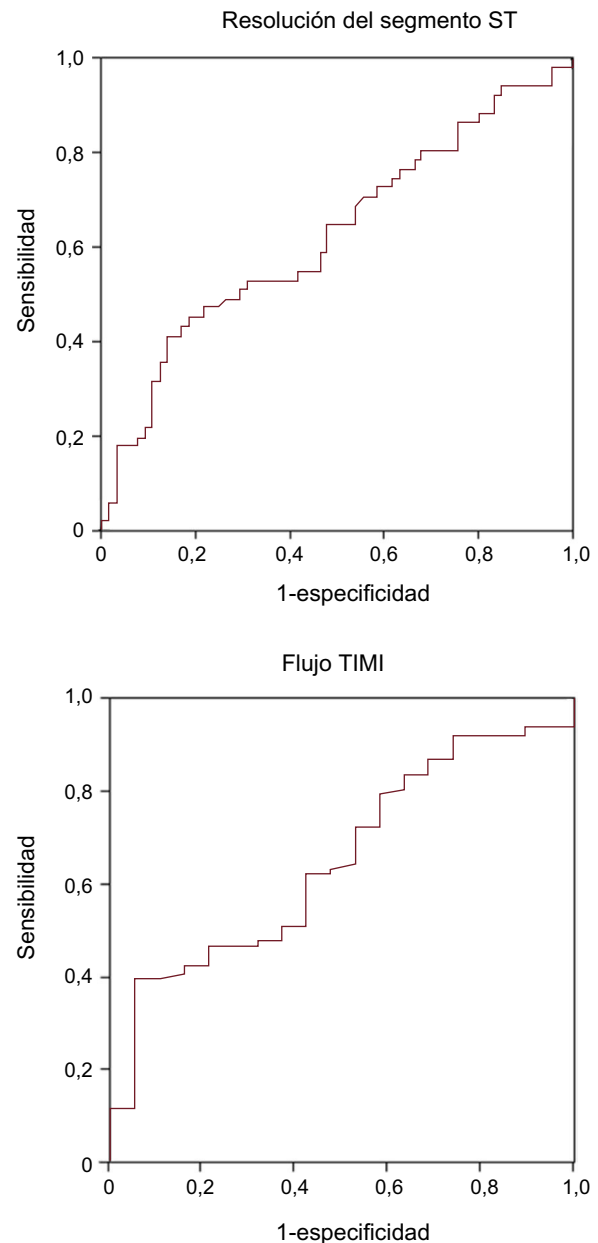 Resolución del segmento ST
1,0
0,8
0,6
0,4
0,2
0
Sensibilidad
0 0,2 0,4 0,6 0,8 1,0
1-especificidad
Flujo TIMI
1,0
0,8
0,6
0,4
0,2
0
Sensibilidad
0 0,2 0,4 0,6 0,8 1,0
1-especificidad